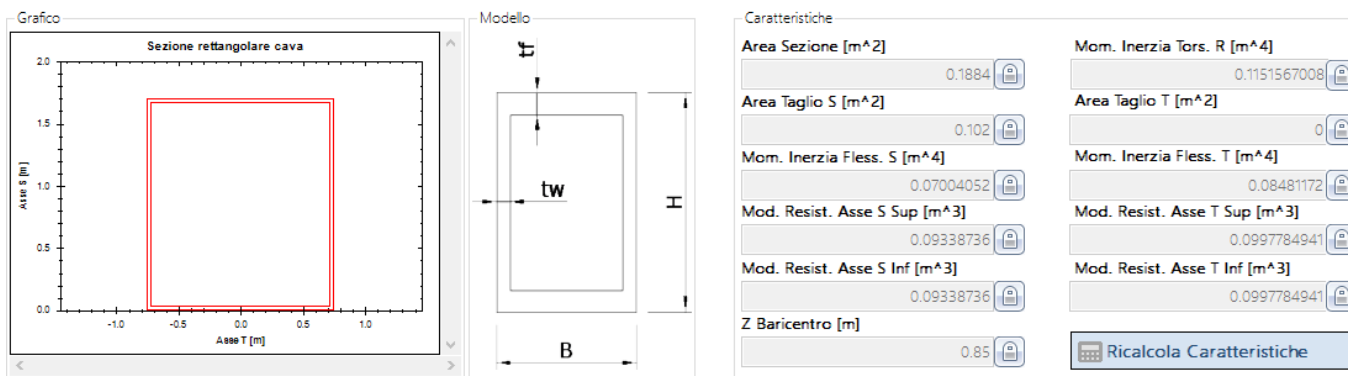 Grafico
Sezione rettangolare cava
2.0
1.5
1.0
0.5
0.0
-1.0 -0.5 0.0 0.5 1.0
Asse S [m]
Asse T [m]
Modello
tf
tw
H
B
Caratteristiche
Area Sezione [m^2]
0.1884
Mom. Inerzia Tors. R [m^4]
0.1151567008
Area Taglio S [m^2]
0.102
Area Taglio T [m^2]
0
Mom. Inerzia Fless. S [m^4]
0.07004052
Mom. Inerzia Fless. T [m^4]
0.08481172
Mod. Resist. Asse S Sup [m^3]
0.09338736
Mod. Resist. Asse T Sup [m^3]
0.0997784941
Mod. Resist. Asse S Inf [m^3]
0.09338736
Mod. Resist. Asse T Inf [m^3]
0.0997784941
Z Baricentro [m]
0.85
Ricalcola Caratteristiche